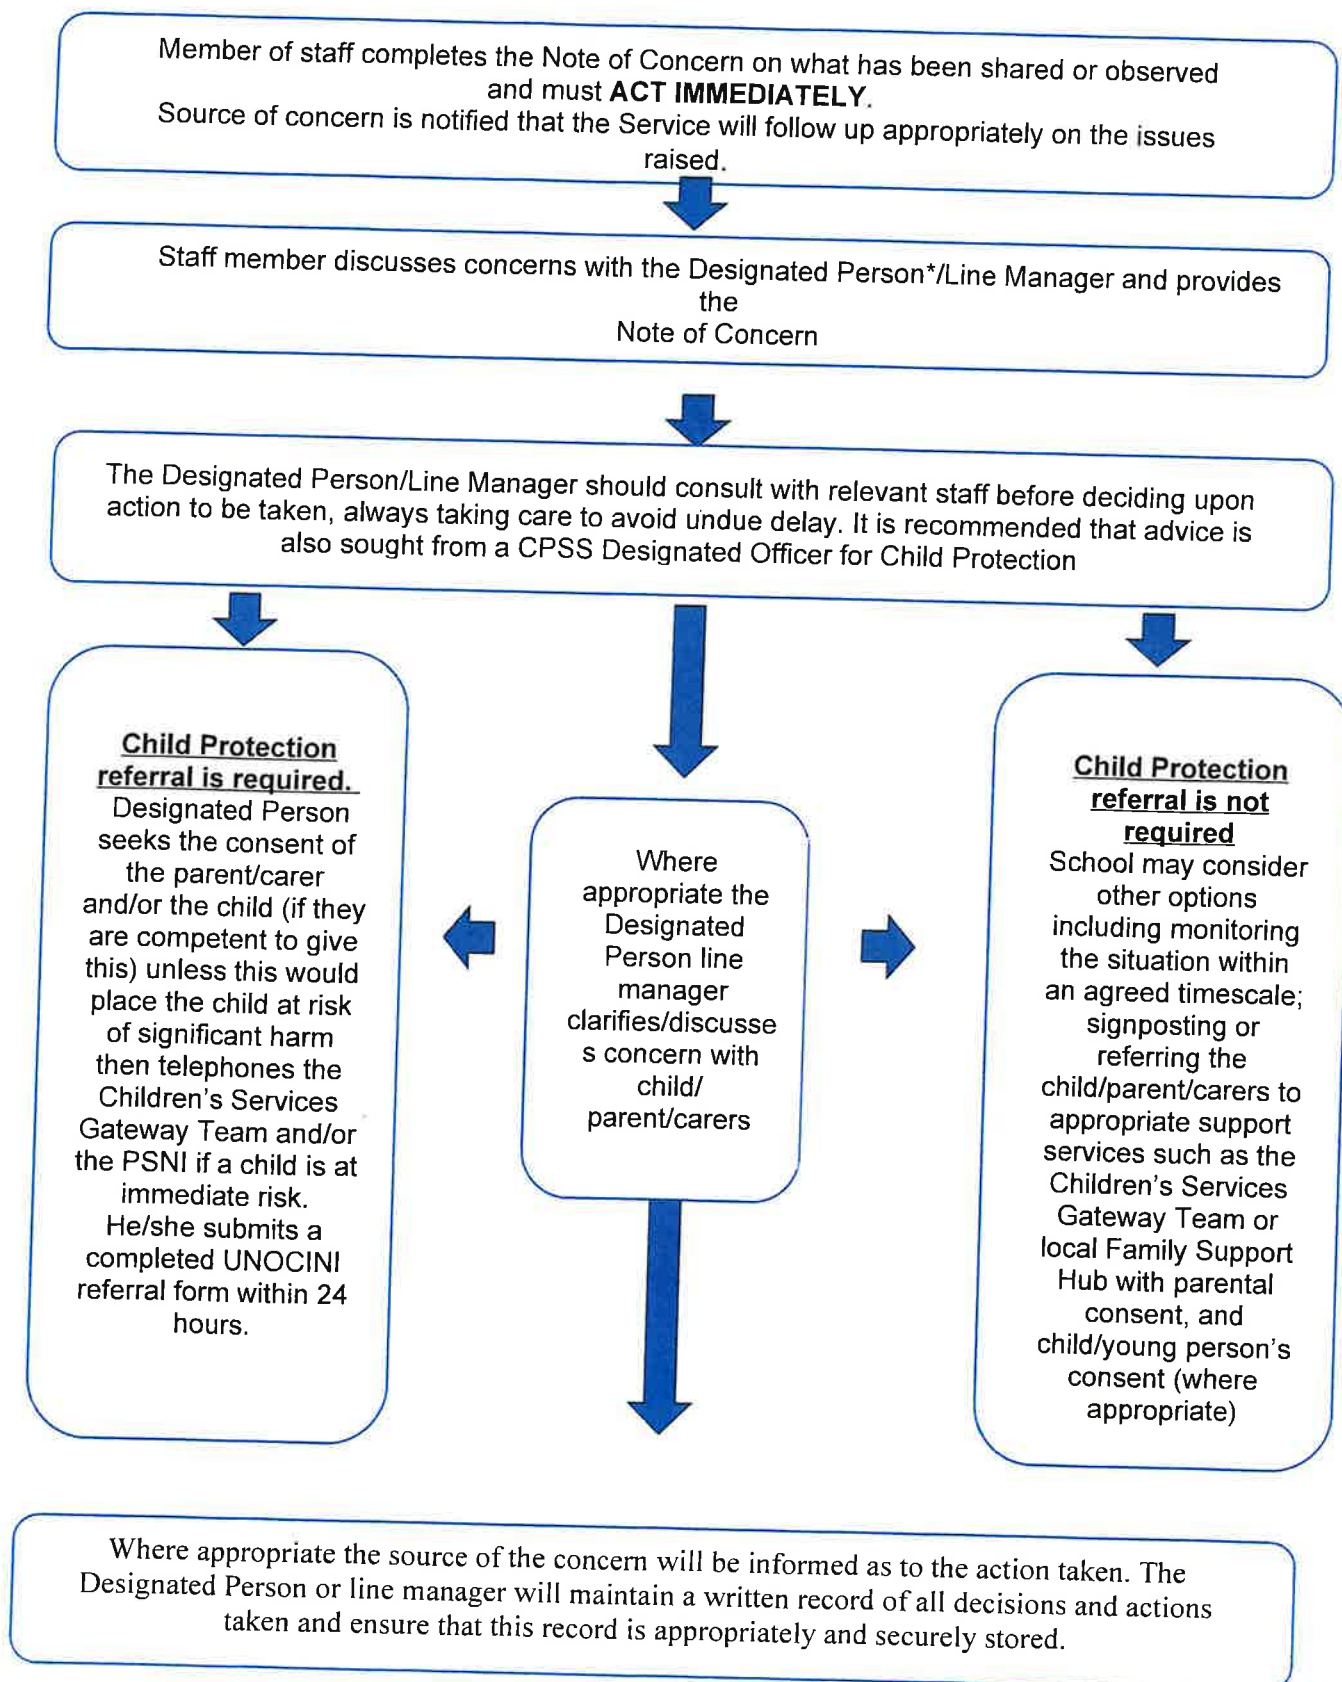 Member of staff completes the Note of Concern on what has been shared or observed
and must ACT IMMEDIATELY.
Source of concern is notified that the Service will follow up appropriately on the issues
raised.
Staff member discusses concerns with the Designated Person*/Line Manager and provides
the
Note of Concern
The Designated Person/Line Manager should consult with relevant staff before deciding upon
action to be taken, always taking care to avoid undue delay. It is recommended that advice is
also sought from a CPSS Designated Officer for Child Protection
Child Protection
referral is required.
Designated Person
seeks the consent of
the parent/carer
and/or the child (if they
are competent to give
this) unless this would
place the child at risk
of significant harm
then telephones the
Children's Services
Gateway Team and/or
the PSNI if a child is at
immediate risk.
He/she submits a
completed UNOCINI
referral form within 24
hours.
Where
appropriate the
Designated
Person line
manager
clarifies/discusse
s concern with
child/
parent/carers
Child Protection
referral is not
required
School may consider
other options
including monitoring
the situation within
an agreed timescale;
signposting or
referring the
child/parent/carers to
appropriate support
services such as the
Children's Services
Gateway Team or
local Family Support
Hub with parental
consent, and
child/young person's
consent (where
appropriate)
Where appropriate the source of the concern will be informed as to the action taken. The
Designated Person or line manager will maintain a written record of all decisions and actions
taken and ensure that this record is appropriately and securely stored.